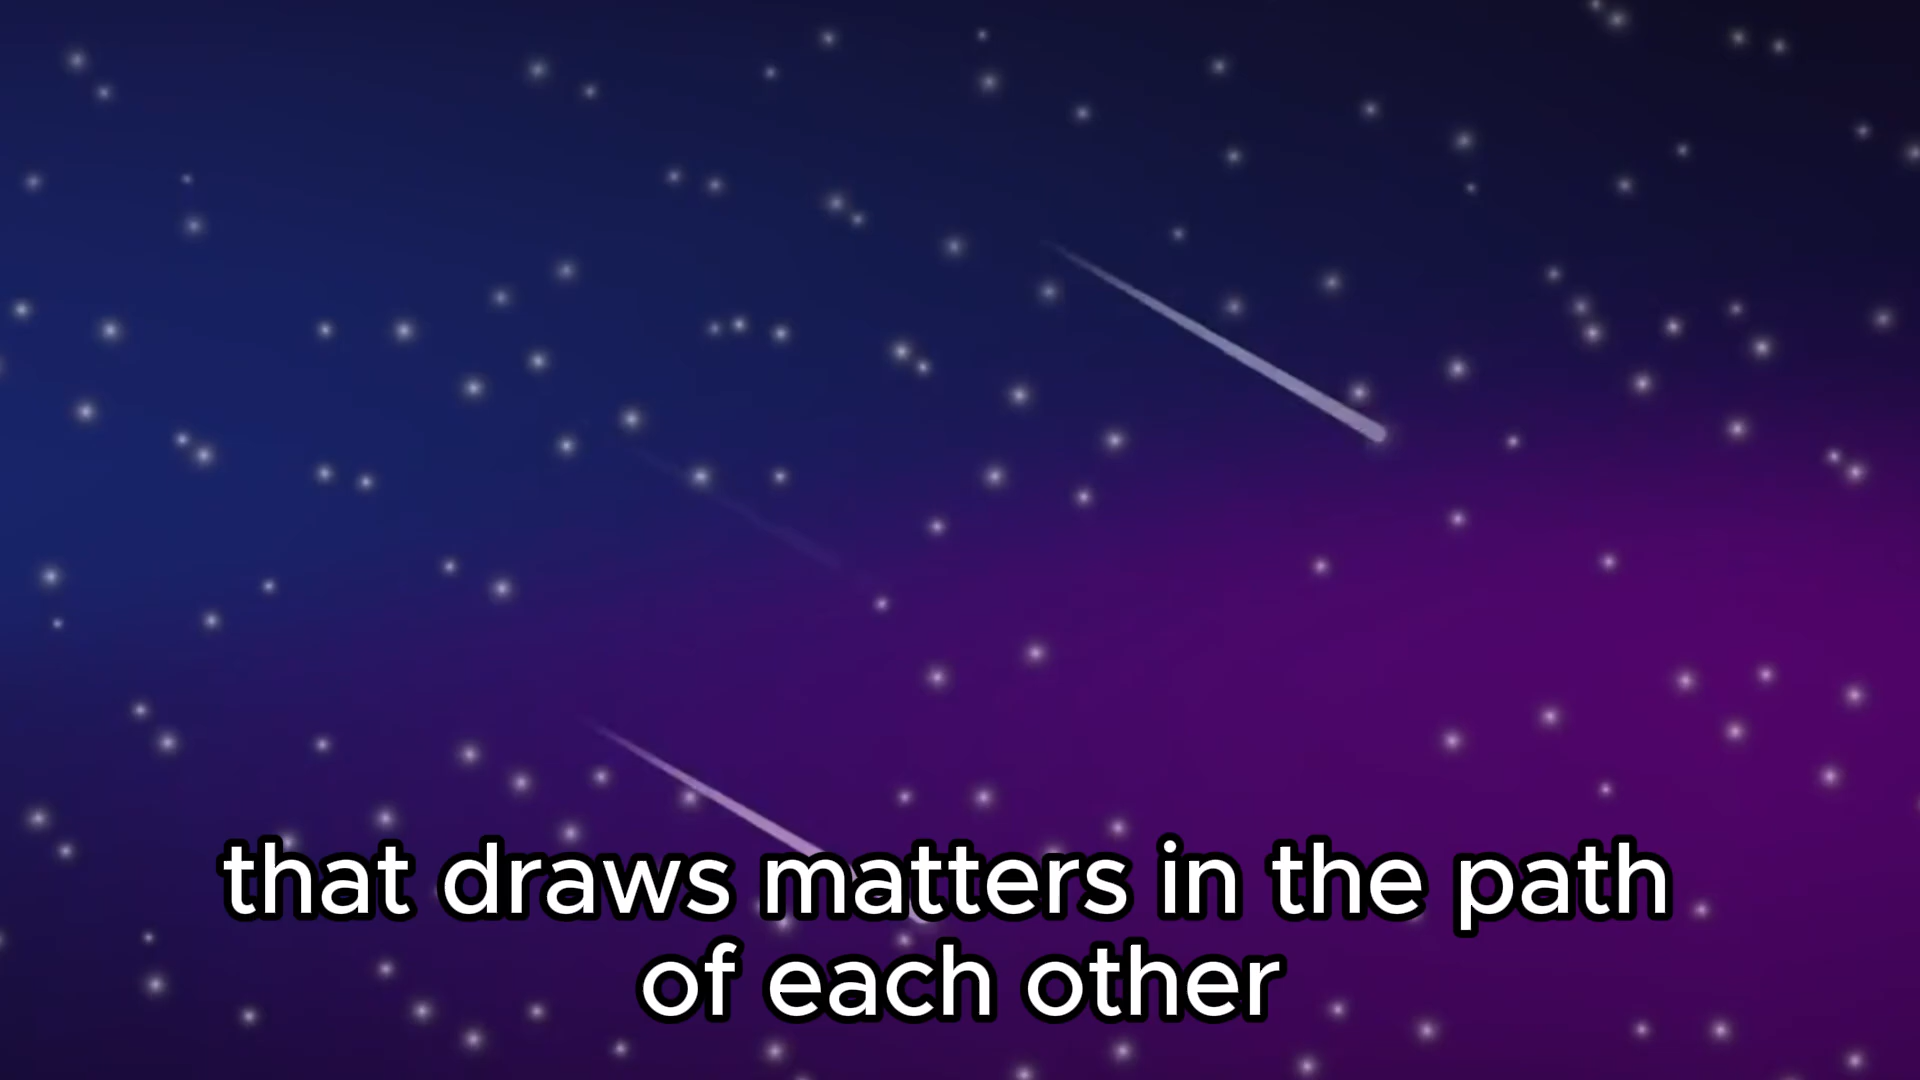 that draws matters in the path
of each other